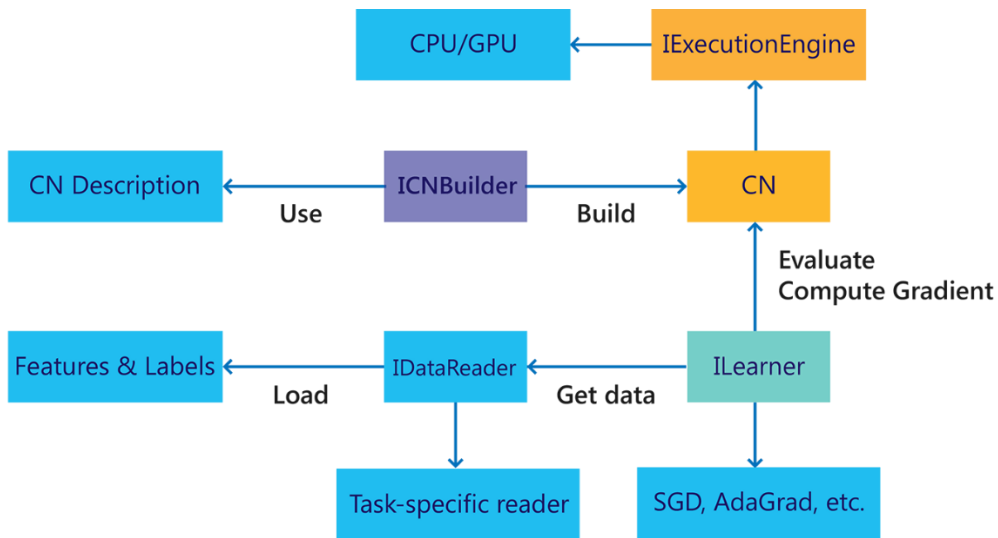 CPU/GPU
IExecutionEngine
CN Description
Use
ICNBuilder
Build
CN
Evaluate
Compute Gradient
Features & Labels
Load
IDataReader
Get data
ILearner
Task-specific reader
SGD, AdaGrad, etc.